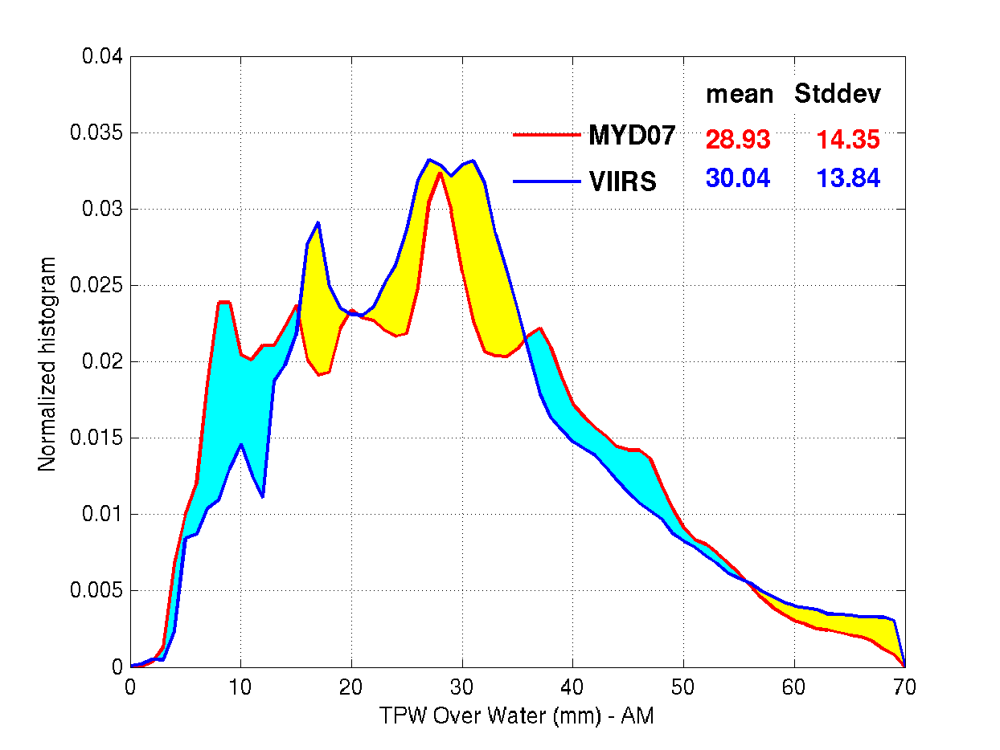 0.04
mean Stddev
0.035
MYD07 28.93 14.35
VIIRS 30.04 13.84
0.03
0.025
Normalized histogram
0.02
0.015
0.01
0.005
0
0 10 20 30 40 50 60 70
TPW Over Water (mm) - AM